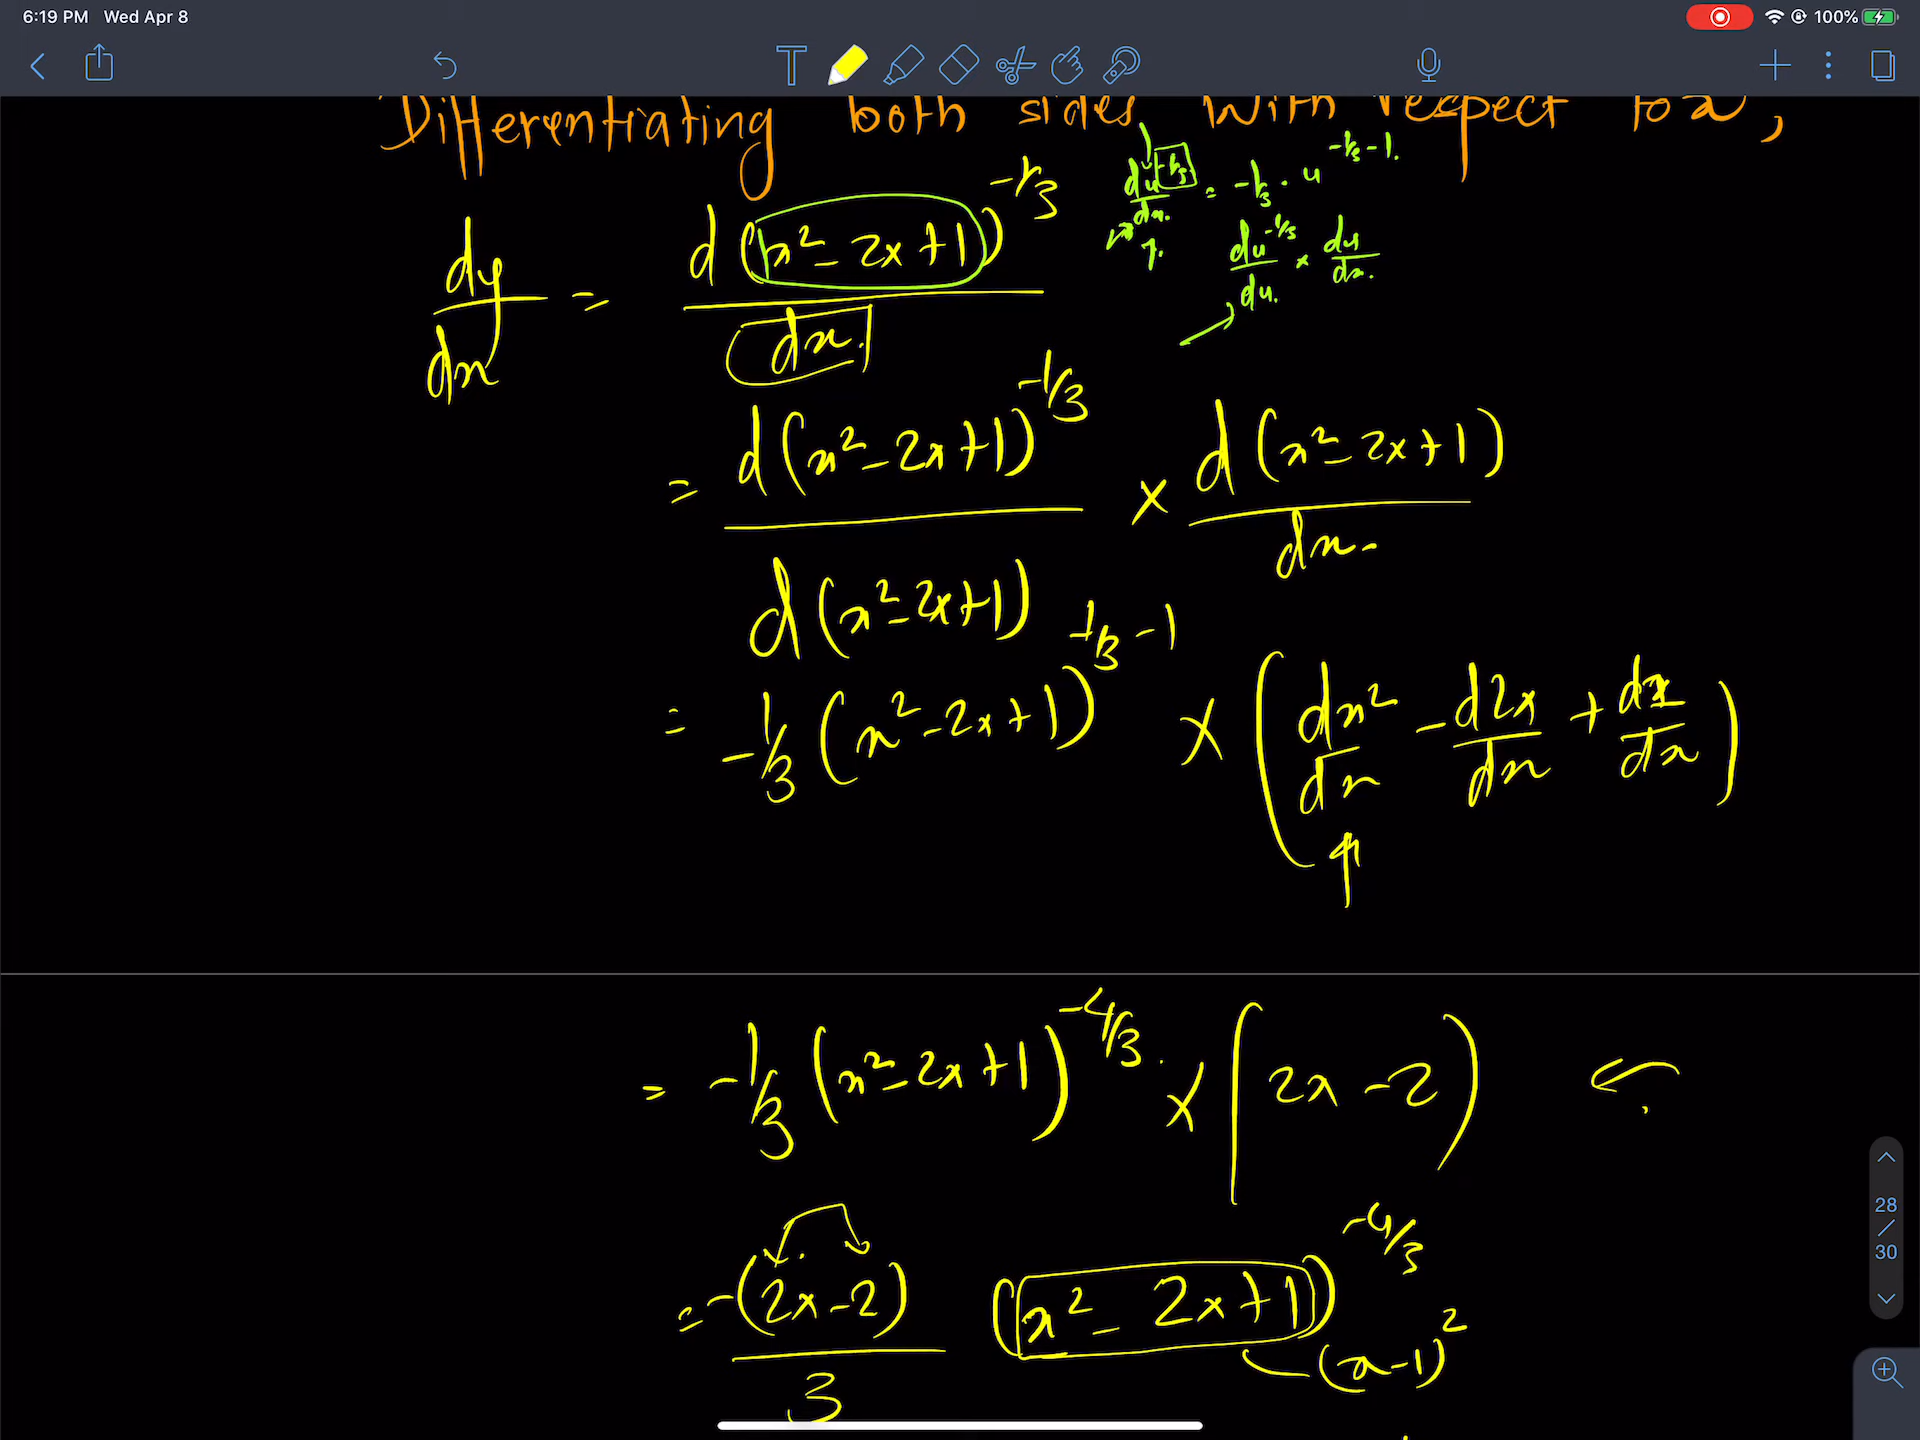 6:19 PM Wed Apr 8
100%
Differentiating both sides with respect to x,
dy/dx = d(x² - 2x + 1)^(-1/3) / dx.
du^(-1/3)/dx. = -1/3 · u^(-1/3 - 1).
1.
du^(-1/3)/du. × du/dx.
= d(x² - 2x + 1)^(-1/3) / d(x² - 2x + 1) × d(x² - 2x + 1) / dx.
= -1/3 (x² - 2x + 1)^(-1/3 - 1) × (dx²/dx - d2x/dx + d1/dx)
= -1/3 (x² - 2x + 1)^(-4/3) × (2x - 2)
= -(2x - 2)/3 (x² - 2x + 1)^(-4/3)
(x - 1)²
28
/
30